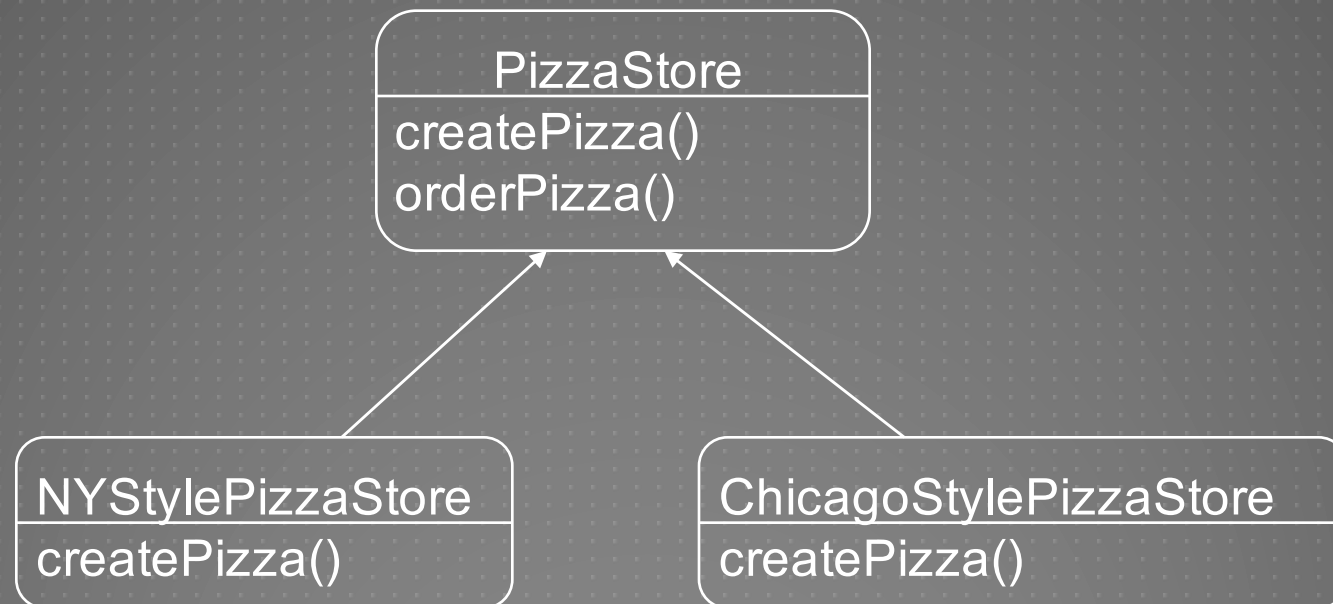 PizzaStore
createPizza()
orderPizza()
NYStylePizzaStore
createPizza()
ChicagoStylePizzaStore
createPizza()